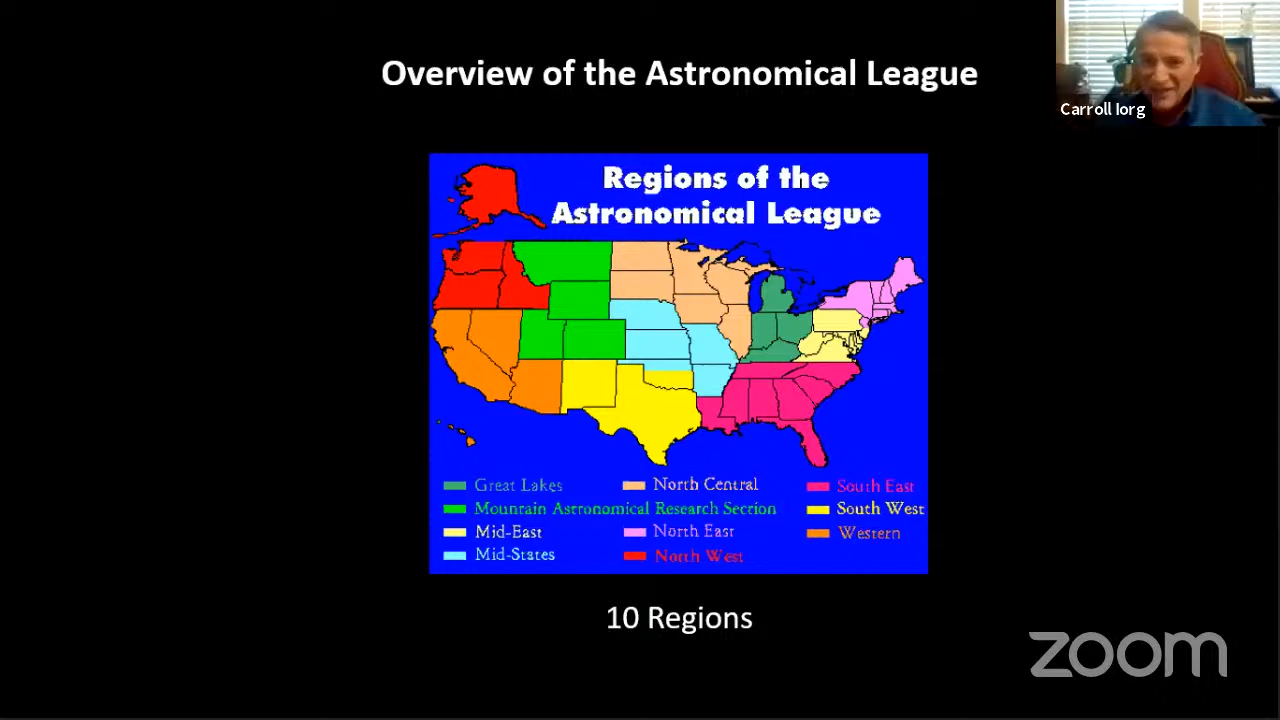 Overview of the Astronomical League
Carroll Iorg
Regions of the
Astronomical League
Great Lakes
North Central
South East
Mountain Astronomical Research Section
South West
Mid-East
North East
Western
Mid-States
North West
10 Regions
zoom